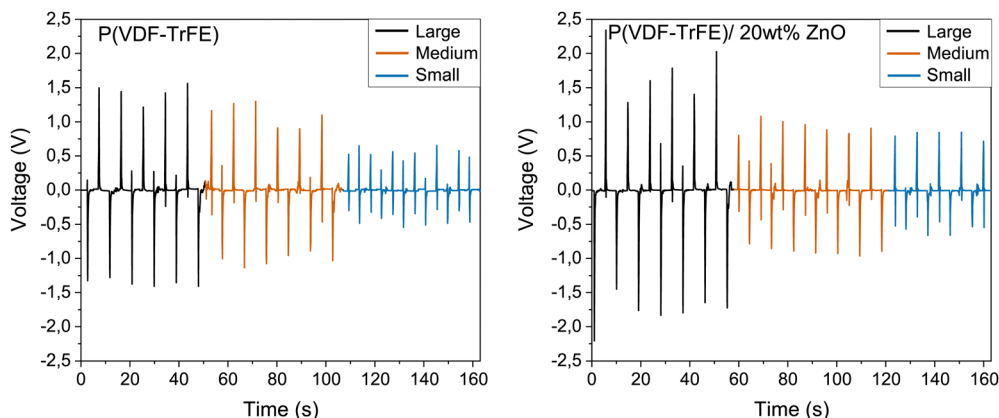 P(VDF-TrFE)
Large
Medium
Small
2,5
2,0
1,5
1,0
0,5
0,0
-0,5
-1,0
-1,5
-2,0
-2,5
Voltage (V)
0 20 40 60 80 100 120 140 160
Time (s)
P(VDF-TrFE)/ 20wt% ZnO
Large
Medium
Small
2,5
2,0
1,5
1,0
0,5
0,0
-0,5
-1,0
-1,5
-2,0
-2,5
Voltage (V)
0 20 40 60 80 100 120 140 160
Time (s)